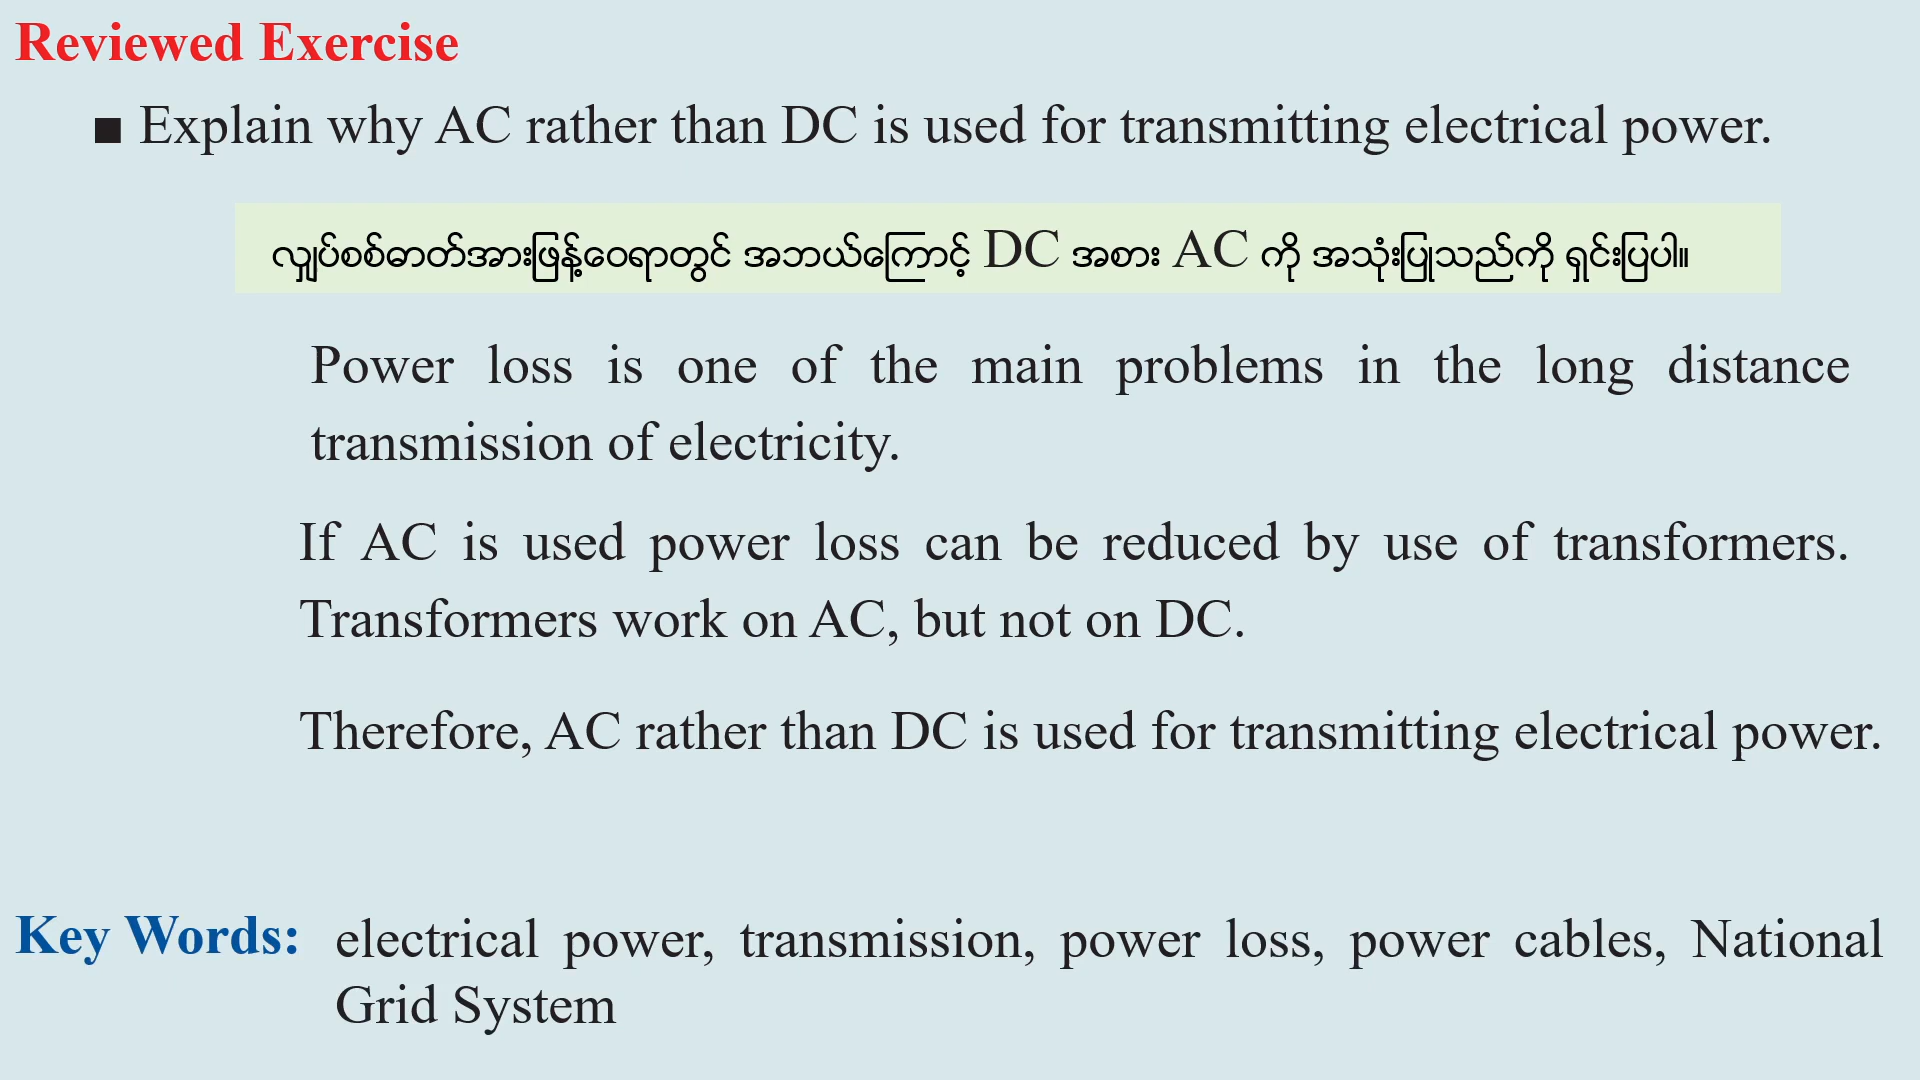 Reviewed Exercise
■ Explain why AC rather than DC is used for transmitting electrical power.
လျှပ်စစ်ဓာတ်အားဖြန့်ဝေရာတွင် အဘယ်ကြောင့် DC အစား AC ကို အသုံးပြုသည်ကို ရှင်းပြပါ။
Power loss is one of the main problems in the long distance
transmission of electricity.
If AC is used power loss can be reduced by use of transformers.
Transformers work on AC, but not on DC.
Therefore, AC rather than DC is used for transmitting electrical power.
Key Words: electrical power, transmission, power loss, power cables, National
Grid System